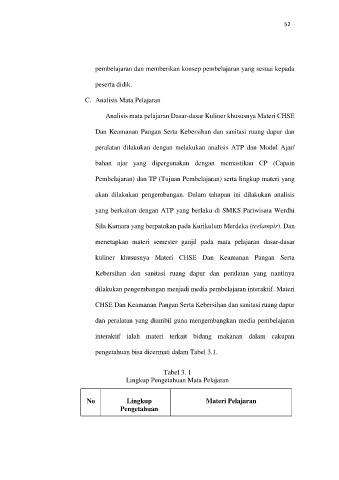 52
pembelajaran dan memberikan konsep pembelajaran yang sesuai kepada
peserta didik.
C. Analisis Mata Pelajaran
Analisis mata pelajaran Dasar-dasar Kuliner khususnya Materi CHSE
Dan Keamanan Pangan Serta Kebersihan dan sanitasi ruang dapur dan
peralatan dilakukan dengan melakukan analisis ATP dan Modul Ajar/
bahan ajar yang dipergunakan dengan memastikan CP (Capain
Pembelajaran) dan TP (Tujuan Pembelajaran) serta lingkup materi yang
akan dilakukan pengembangan. Dalam tahapan ini dilakukan analisis
yang berkaitan dengan ATP yang berlaku di SMKS Pariwisata Werdhi
Sila Kumara yang berpatokan pada Kurikulum Merdeka (terlampir). Dan
menetapkan materi semester ganjil pada mata pelajaran dasar-dasar
kuliner khususnya Materi CHSE Dan Keamanan Pangan Serta
Kebersihan dan sanitasi ruang dapur dan peralatan yang nantinya
dilakukan pengembangan menjadi media pembelajaran interaktif. Materi
CHSE Dan Keamanan Pangan Serta Kebersihan dan sanitasi ruang dapur
dan peralatan yang diambil guna mengembangkan media pembelajaran
interaktif ialah materi terkait bidang makanan dalam cakupan
pengetahuan bisa dicermati dalam Tabel 3.1.
Tabel 3. 1
Lingkup Pengetahuan Mata Pelajaran
No Lingkup Materi Pelajaran
Pengetahuan